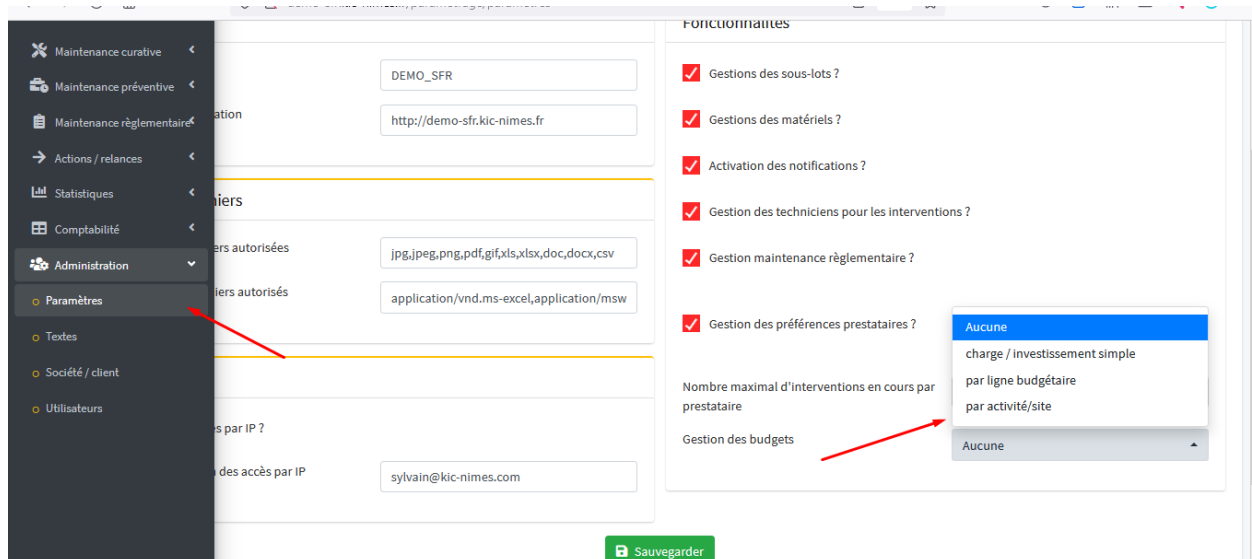 Maintenance curative
Maintenance préventive
Maintenance règlementaire
Actions / relances
Statistiques
Comptabilité
Administration
Paramètres
Textes
Société / client
Utilisateurs
DEMO_SFR
ation
http://demo-sfr.kic-nimes.fr
iers
ers autorisées
jpg,jpeg,png,pdf,gif,xls,xlsx,doc,docx,csv
iers autorisés
application/vnd.ms-excel,application/msw
s par IP ?
des accès par IP
sylvain@kic-nimes.com
Fonctionnalités
Gestions des sous-lots ?
Gestions des matériels ?
Activation des notifications ?
Gestion des techniciens pour les interventions ?
Gestion maintenance règlementaire ?
Gestion des préférences prestataires ?
Aucune
charge / investissement simple
par ligne budgétaire
par activité/site
Nombre maximal d'interventions en cours par
prestataire
Gestion des budgets
Aucune
Sauvegarder